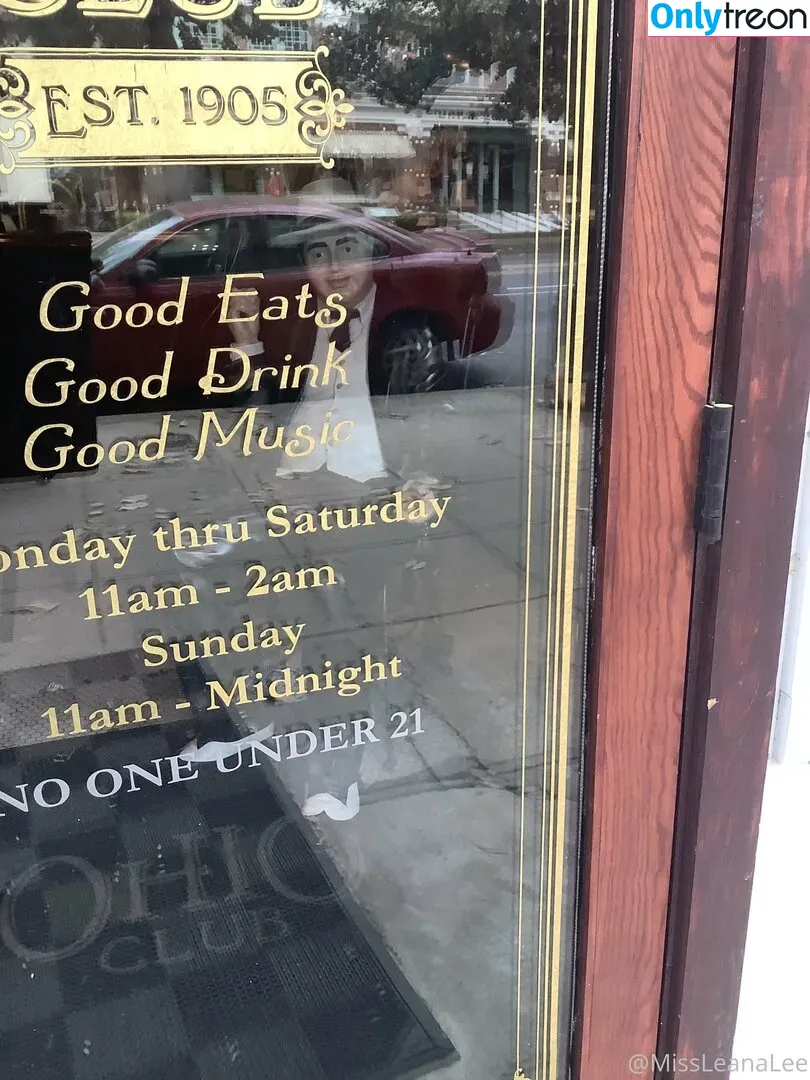 Onlytreon
CLUB
EST. 1905
Good Eats
Good Drink
Good Music
onday thru Saturday
11am - 2am
Sunday
11am - Midnight
NO ONE UNDER 21
OHIO
CLUB
@MissLeanaLee